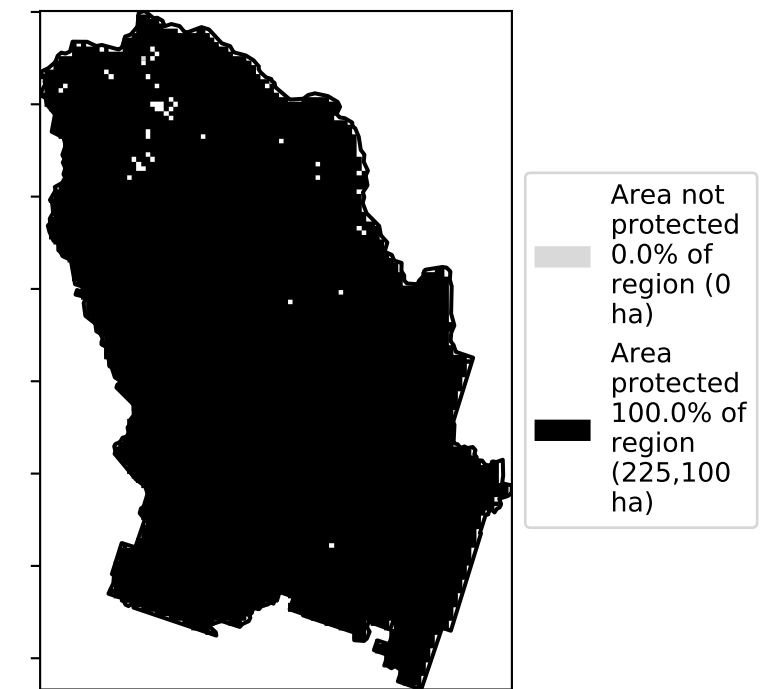 Area not
protected
0.0% of
region (0
ha)
Area
protected
100.0% of
region
(225,100
ha)